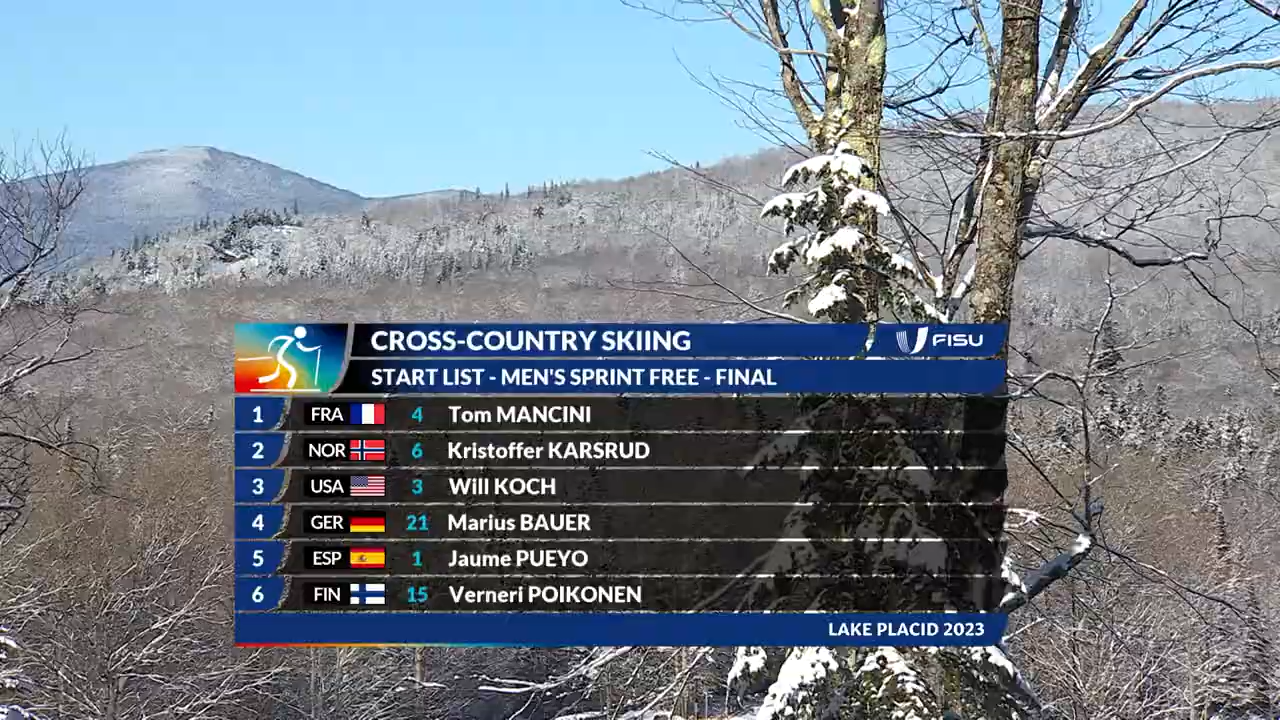 CROSS-COUNTRY SKIING FISU
START LIST - MEN'S SPRINT FREE - FINAL
1 FRA 4 Tom MANCINI
2 NOR 6 Kristoffer KARSRUD
3 USA 3 Will KOCH
4 GER 21 Marius BAUER
5 ESP 1 Jaume PUEYO
6 FIN 15 Verneri POIKONEN
LAKE PLACID 2023